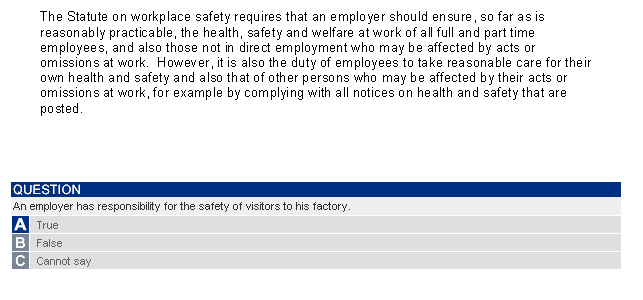 The Statute on workplace safety requires that an employer should ensure, so far as is
reasonably practicable, the health, safety and welfare at work of all full and part time
employees, and also those not in direct employment who may be affected by acts or
omissions at work.  However, it is also the duty of employees to take reasonable care for their
own health and safety and also that of other persons who may be affected by their acts or
omissions at work, for example by complying with all notices on health and safety that are
posted.
QUESTION
An employer has responsibility for the safety of visitors to his factory.
A True
B False
C Cannot say